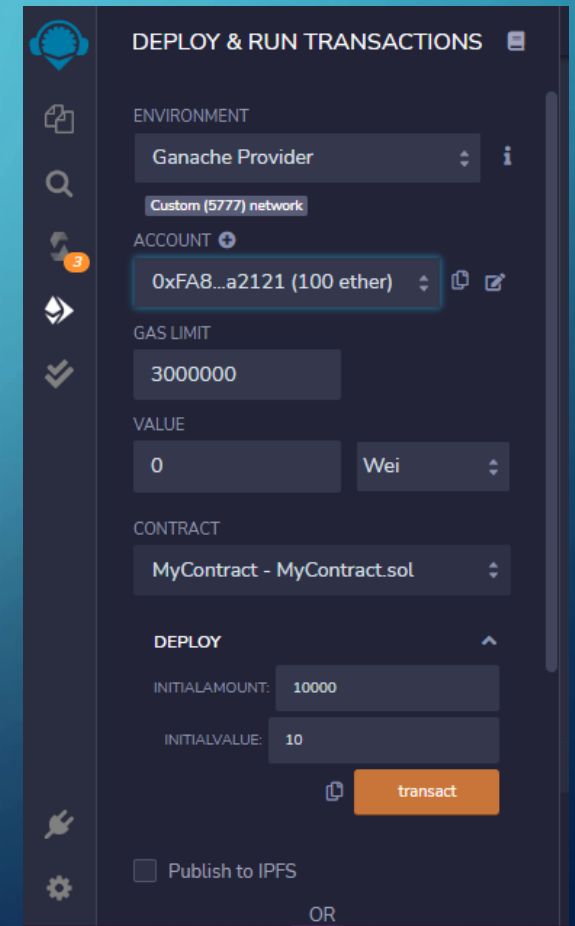 DEPLOY & RUN TRANSACTIONS
ENVIRONMENT
Ganache Provider
Custom (5777) network
ACCOUNT
0xFA8...a2121 (100 ether)
GAS LIMIT
3000000
VALUE
0 Wei
CONTRACT
MyContract - MyContract.sol
DEPLOY
INITIALAMOUNT: 10000
INITIALVALUE: 10
transact
Publish to IPFS
OR
3